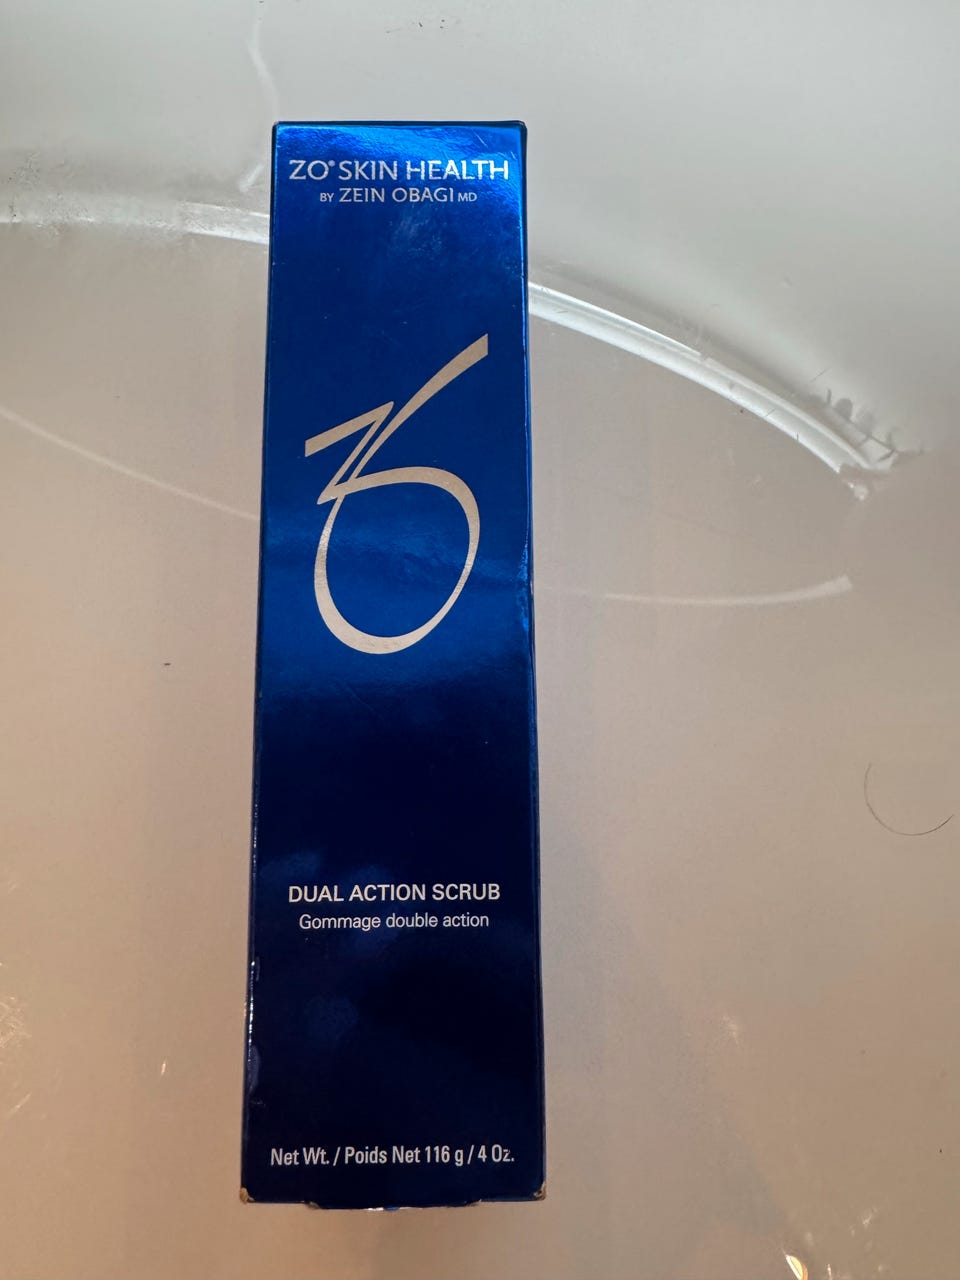 ZO® SKIN HEALTH
BY ZEIN OBAGI MD
ZO
DUAL ACTION SCRUB
Gommage double action
Net Wt. / Poids Net 116 g / 4 Oz.